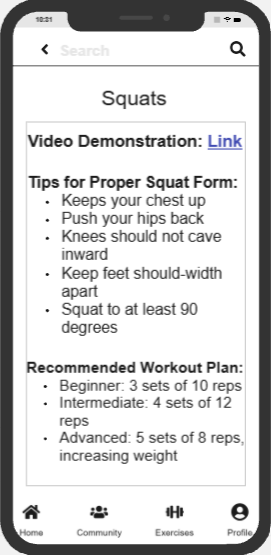 10:31
Search
Squats
Video Demonstration: Link
Tips for Proper Squat Form:
• Keeps your chest up
• Push your hips back
• Knees should not cave
inward
• Keep feet should-width
apart
• Squat to at least 90
degrees
Recommended Workout Plan:
• Beginner: 3 sets of 10 reps
• Intermediate: 4 sets of 12
reps
• Advanced: 5 sets of 8 reps,
increasing weight
Home Community Exercises Profile